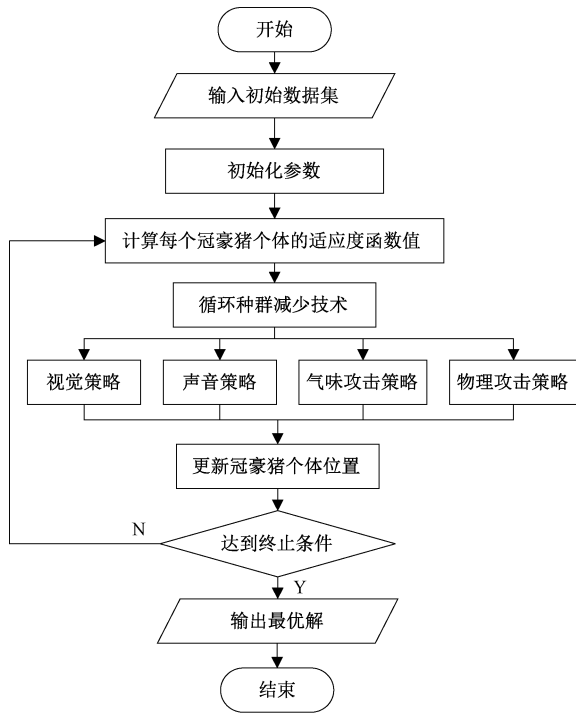 开始
输入初始数据集
初始化参数
计算每个冠豪猪个体的适应度函数值
循环种群减少技术
视觉策略
声音策略
气味攻击策略
物理攻击策略
更新冠豪猪个体位置
N
达到终止条件
Y
输出最优解
结束